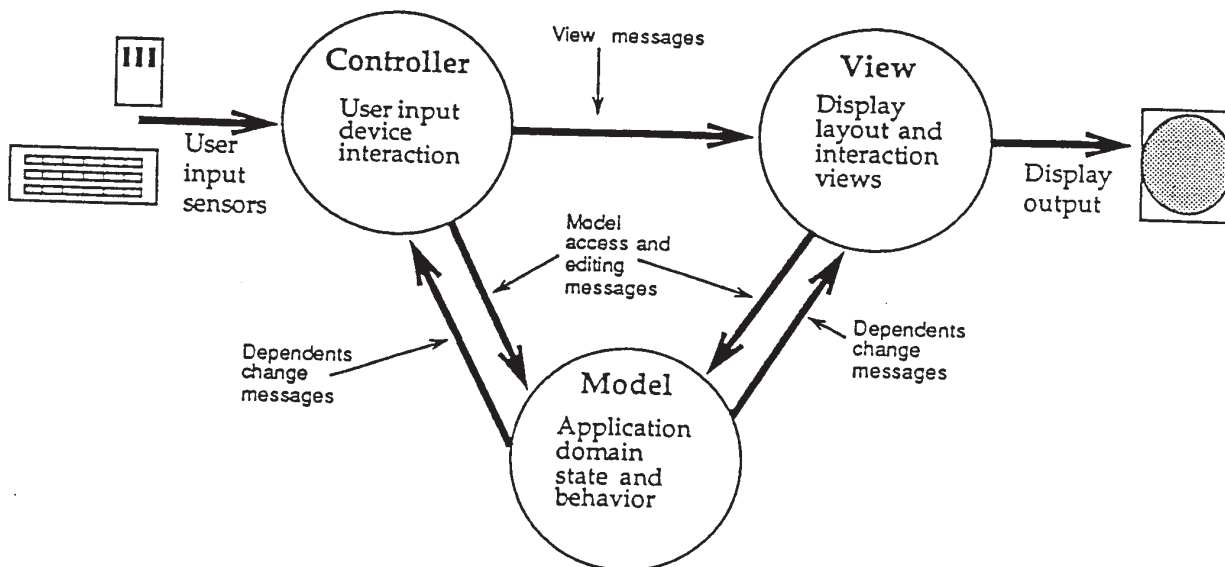 View messages
Controller
User input
device
interaction
View
Display
layout and
interaction
views
User
input
sensors
Display
output
Model
access and
editing
messages
Dependents
change
messages
Dependents
change
messages
Model
Application
domain
state and
behavior